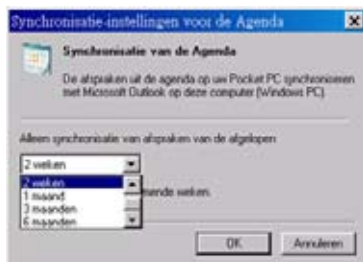 Synchronisatie-instellingen voor de Agenda
Synchronisatie van de Agenda
De afspraken uit de agenda op uw Pocket PC synchroniseren
met Microsoft Outlook op deze computer (Windows PC)
Alleen synchronisatie van afspraken van de afgelopen
2 weken
2 weken
1 maand
3 maanden
6 maanden
mende weken.
OK
Annuleren